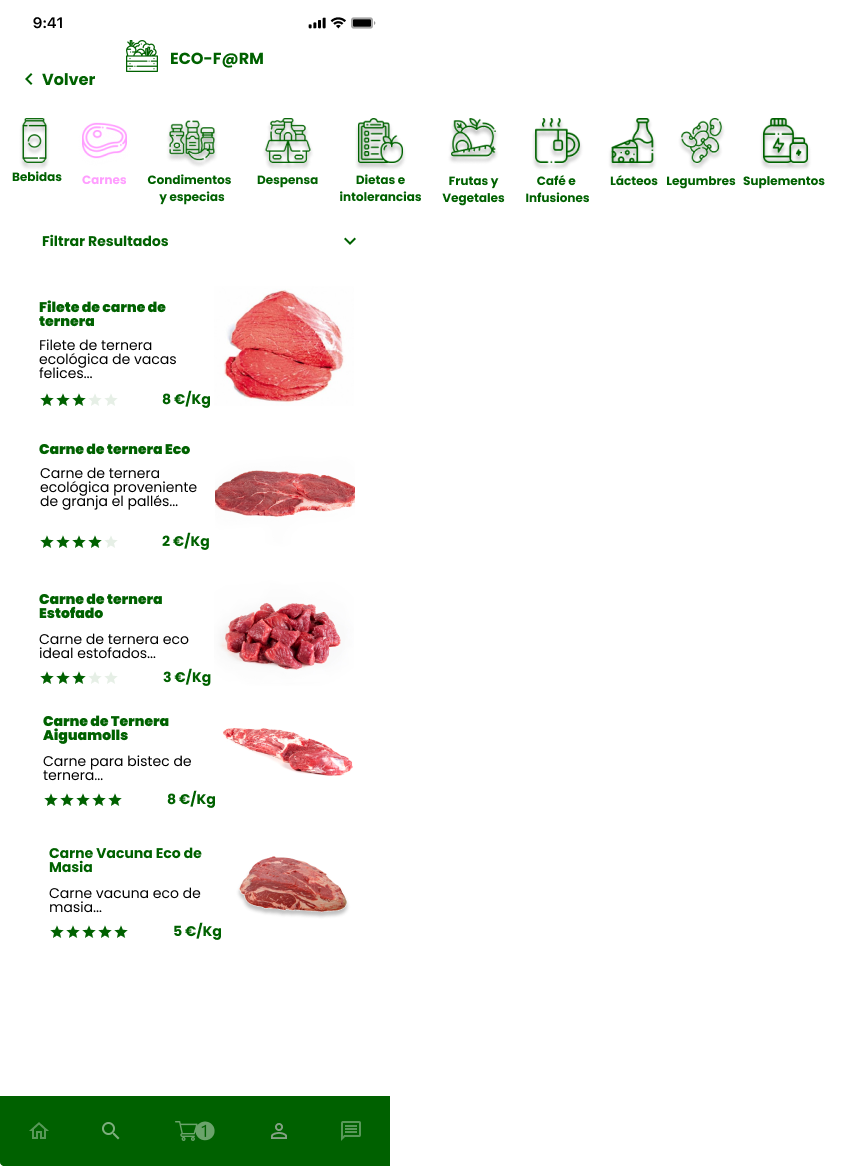 9:41
ECO-F@RM
Volver
Bebidas
Carnes
Condimentos
y especias
Despensa
Dietas e
intolerancias
Frutas y
Vegetales
Café e
Infusiones
Lácteos
Legumbres
Suplementos
Filtrar Resultados
Filete de carne de
ternera
Filete de ternera
ecológica de vacas
felices...
8 €/Kg
Carne de ternera Eco
Carne de ternera
ecológica proveniente
de granja el pallés...
2 €/Kg
Carne de ternera
Estofado
Carne de ternera eco
ideal estofados...
3 €/Kg
Carne de Ternera
Aiguamolls
Carne para bistec de
ternera...
8 €/Kg
Carne Vacuna Eco de
Masia
Carne vacuna eco de
masia...
5 €/Kg
1